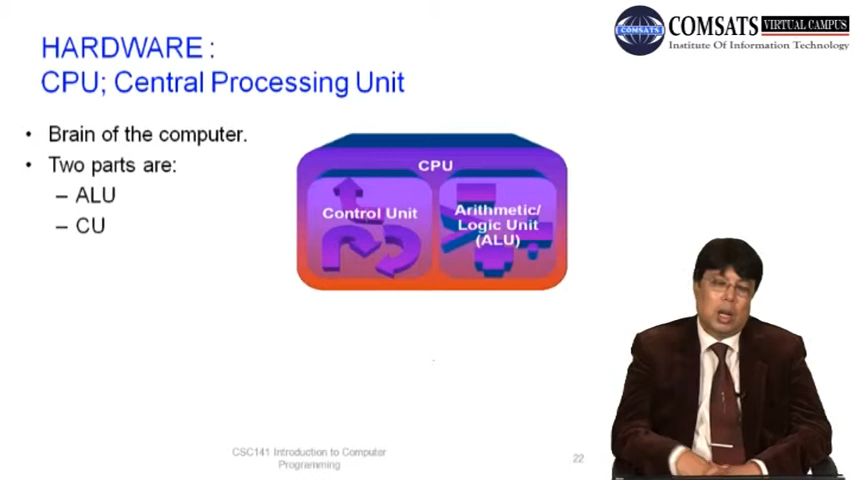 COMSATS
COMSATS VIRTUAL CAMPUS
Institute Of Information Technology
HARDWARE :
CPU; Central Processing Unit
• Brain of the computer.
• Two parts are:
– ALU
– CU
CPU
Control Unit
Arithmetic/
Logic Unit
(ALU)
CSC141 Introduction to Computer
Programming
22